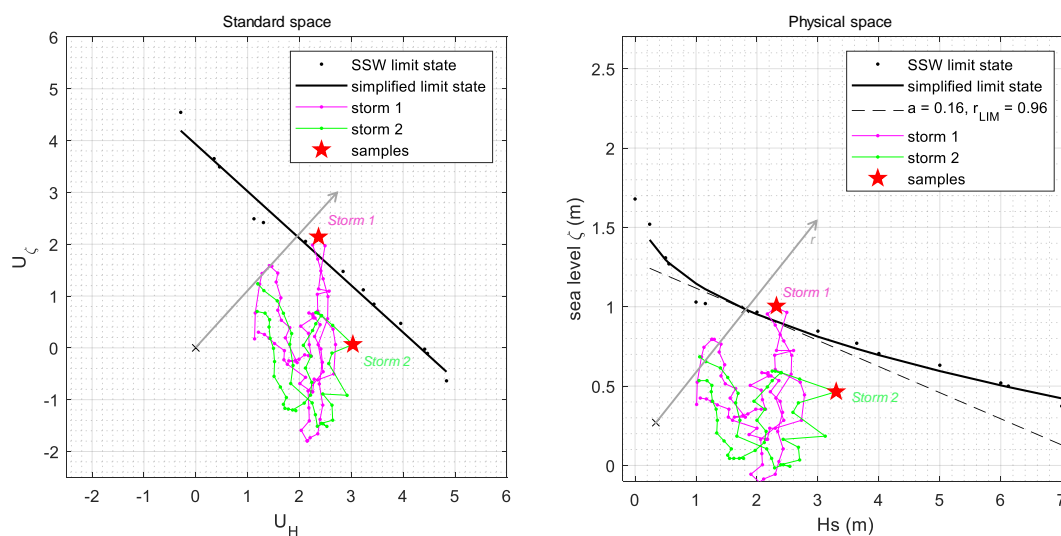 Standard space
6
5
4
3
2
1
0
-1
-2
-2
-1
0
1
2
3
4
5
6
U_ζ
U_H
SSW limit state
simplified limit state
storm 1
storm 2
samples
Storm 1
Storm 2
Physical space
2.5
2
1.5
1
0.5
0
0
1
2
3
4
5
6
7
sea level ζ (m)
Hs (m)
SSW limit state
simplified limit state
a = 0.16, r_LIM = 0.96
storm 1
storm 2
samples
r
Storm 1
Storm 2